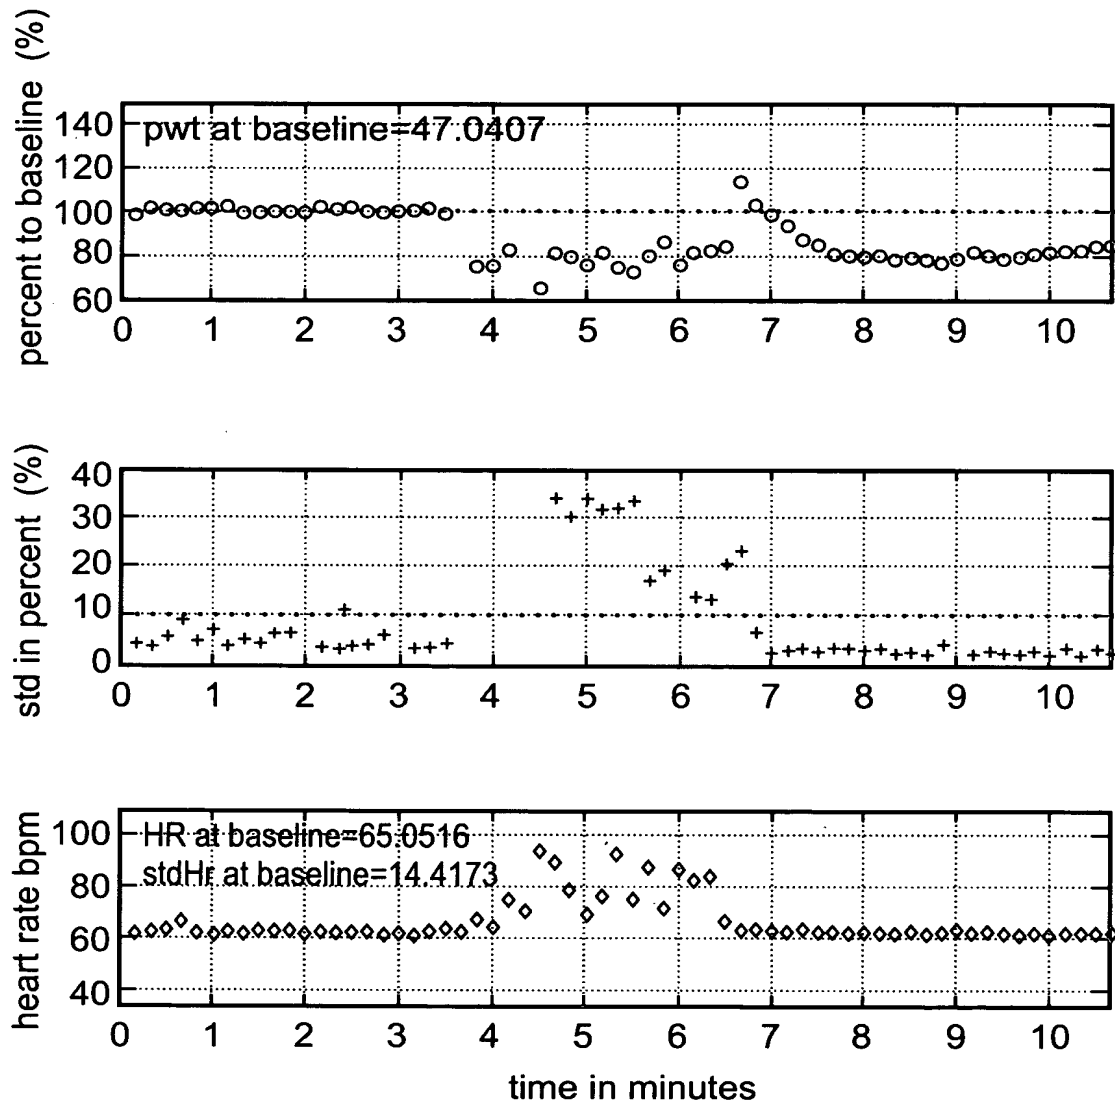 percent to baseline (%)
140
120
100
80
60
pwt at baseline=47.0407
0 1 2 3 4 5 6 7 8 9 10
std in percent (%)
40
30
20
10
0
0 1 2 3 4 5 6 7 8 9 10
heart rate bpm
100
80
60
40
HR at baseline=65.0516
stdHr at baseline=14.4173
0 1 2 3 4 5 6 7 8 9 10
time in minutes